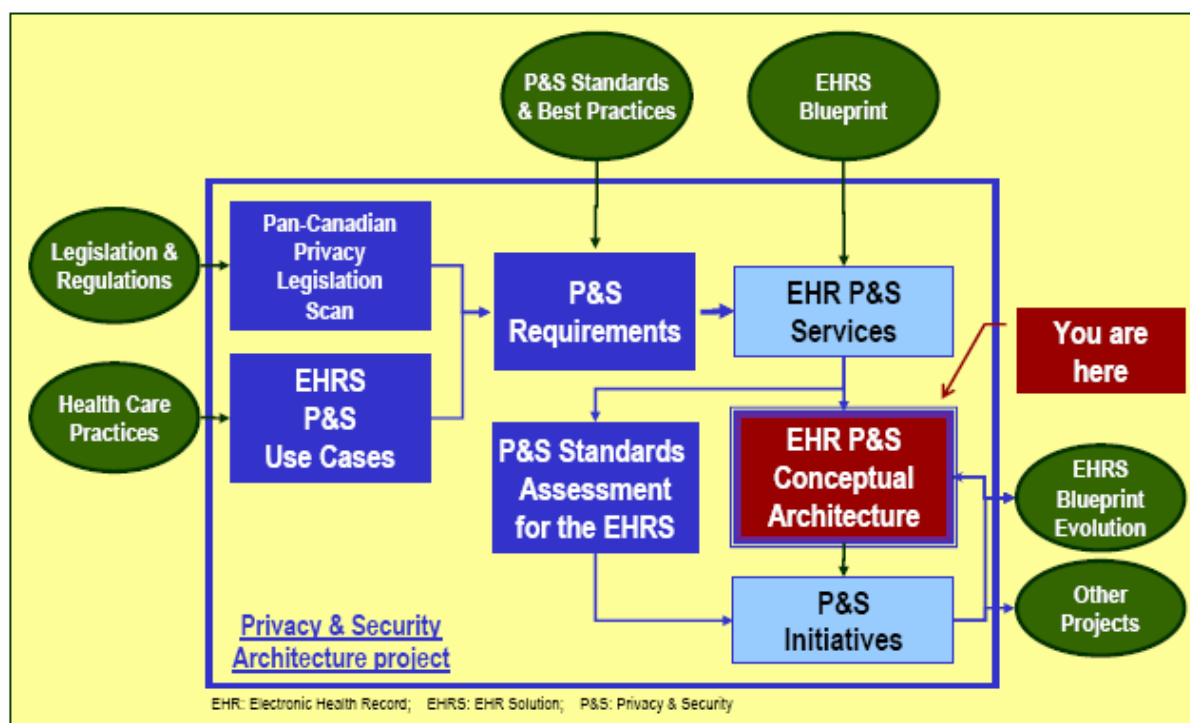 P&S Standards
& Best Practices
EHRS
Blueprint
Legislation &
Regulations
Pan-Canadian
Privacy
Legislation
Scan
P&S
Requirements
EHR P&S
Services
You are
here
Health Care
Practices
EHRS
P&S
Use Cases
P&S Standards
Assessment
for the EHRS
EHR P&S
Conceptual
Architecture
EHRS
Blueprint
Evolution
P&S
Initiatives
Other
Projects
Privacy & Security
Architecture project
EHR: Electronic Health Record; EHRS: EHR Solution; P&S: Privacy & Security